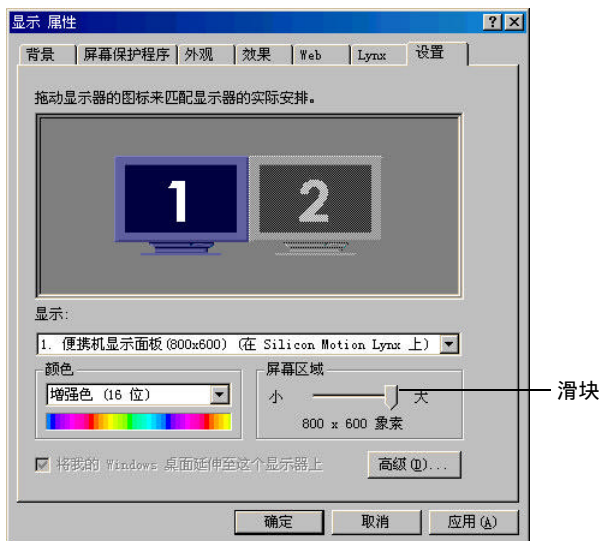 显示 属性
背景 屏幕保护程序 外观 效果 Web Lynx 设置
拖动显示器的图标来匹配显示器的实际安排。
1 2
显示:
1. 便携机显示面板(800x600) (在 Silicon Motion Lynx 上)
颜色 屏幕区域
增强色 (16 位) 小 大 滑块
800 x 600 象素
将我的 Windows 桌面延伸至这个显示器上 高级(D)...
确定 取消 应用(A)